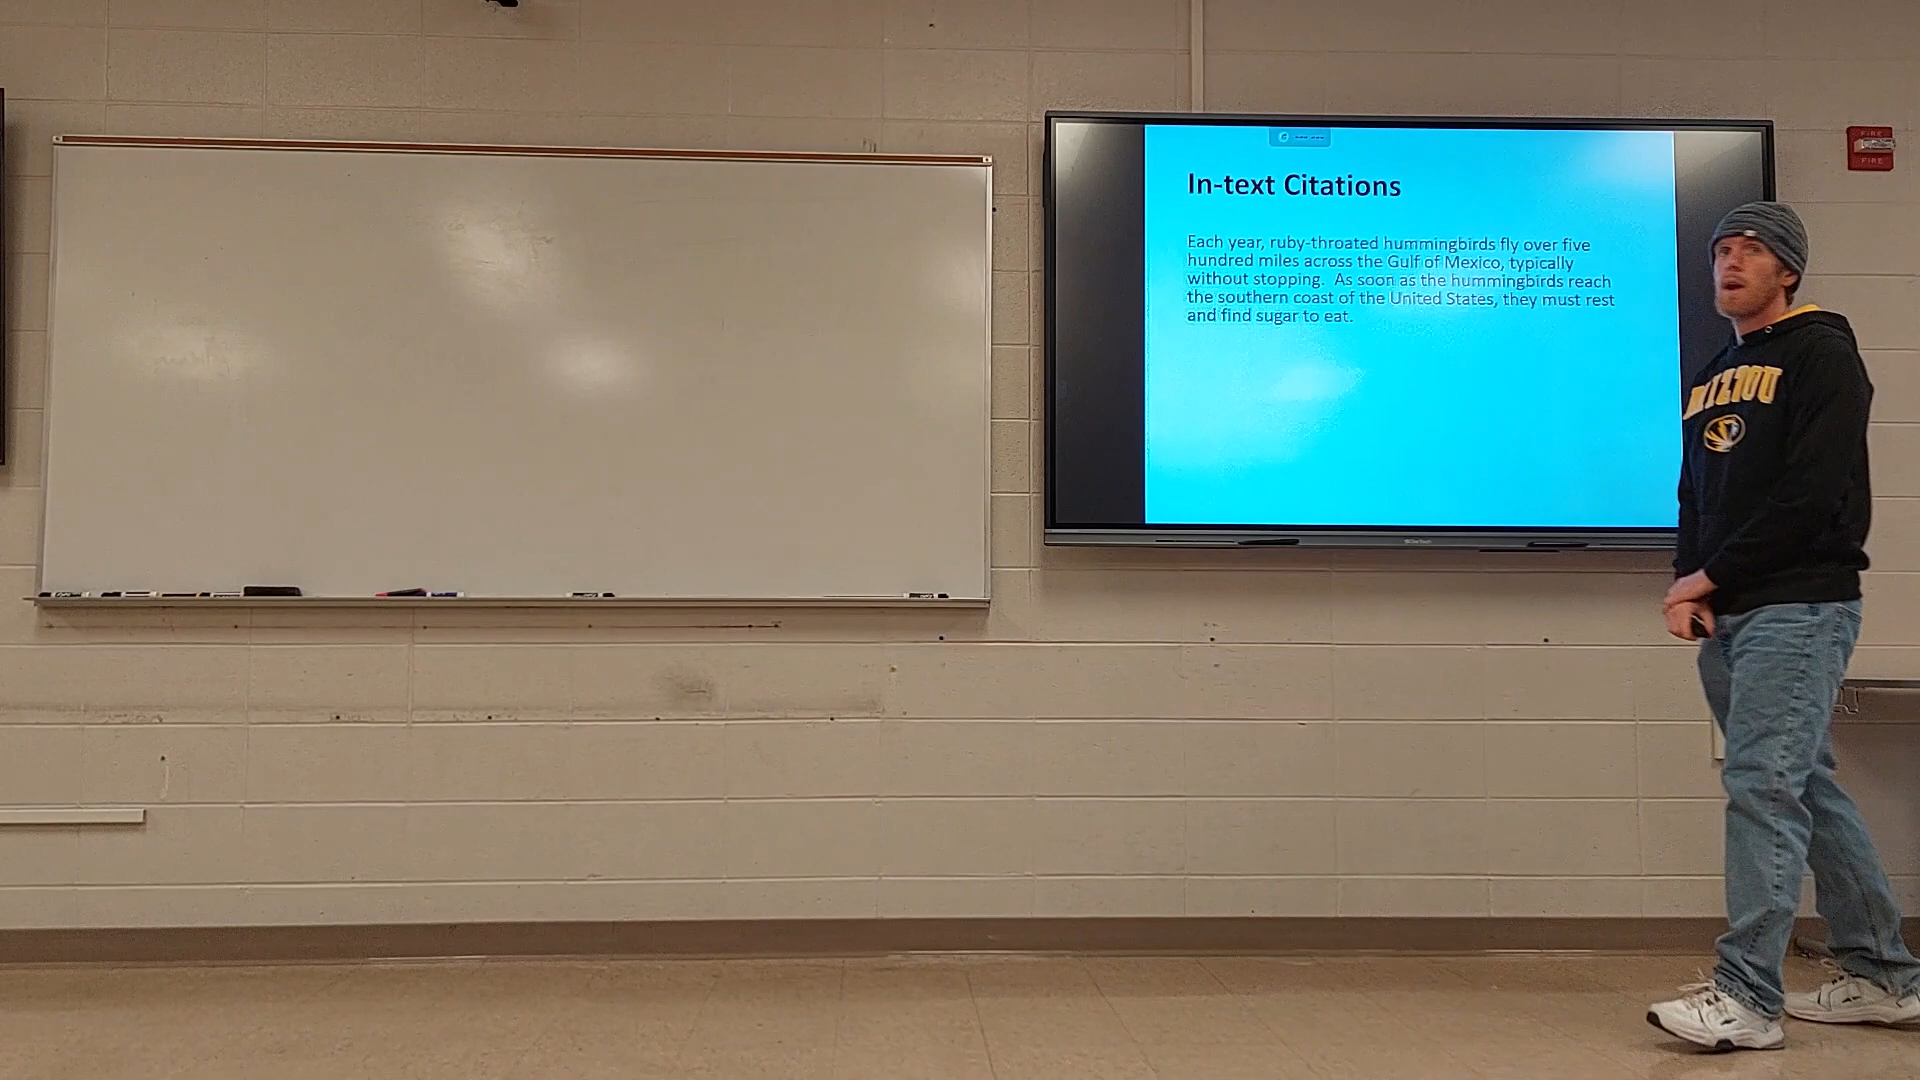 In-text Citations
Each year, ruby-throated hummingbirds fly over five
hundred miles across the Gulf of Mexico, typically
without stopping.  As soon as the hummingbirds reach
the southern coast of the United States, they must rest
and find sugar to eat.
FIRE
FIRE
MIZZOU